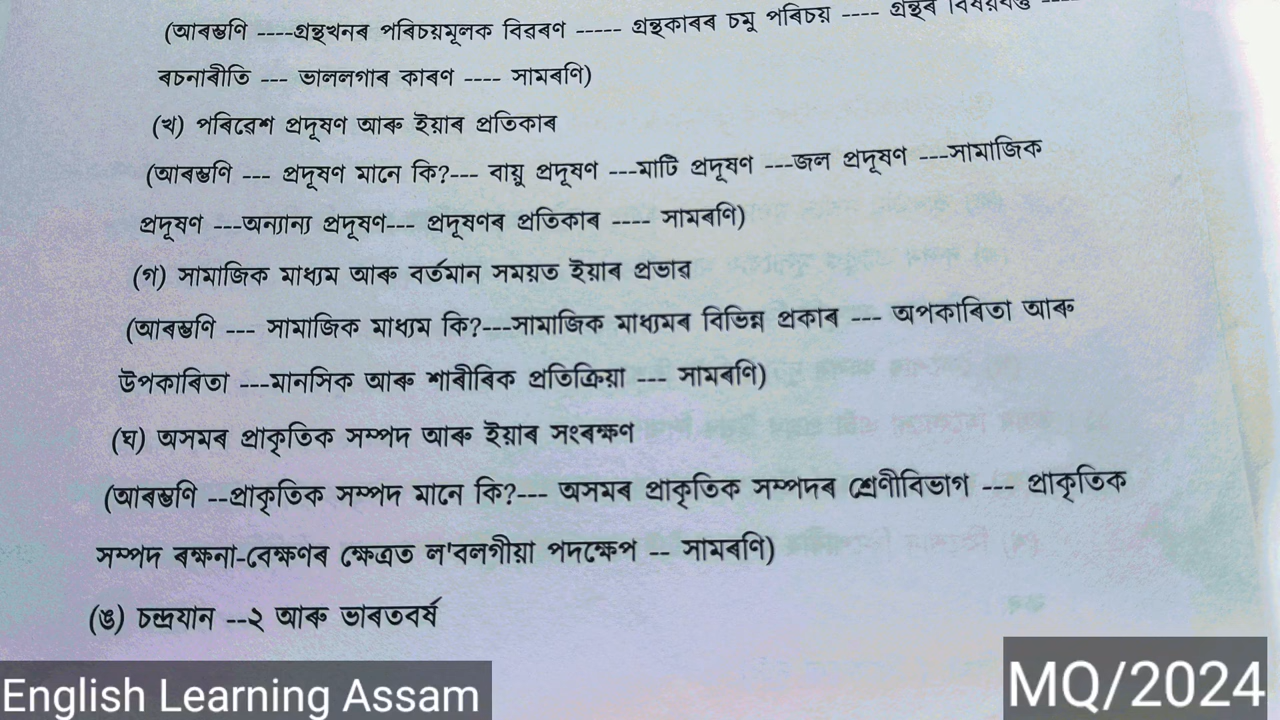 (আৰম্ভণি ----গ্ৰন্থখনৰ পৰিচয়মূলক বিৱৰণ ----- গ্ৰন্থকাৰৰ চমু পৰিচয় ---- গ্ৰন্থৰ বিষয়বস্তু ----
ৰচনাৰীতি --- ভাললগাৰ কাৰণ ---- সামৰণি)
(খ) পৰিৱেশ প্ৰদূষণ আৰু ইয়াৰ প্ৰতিকাৰ
(আৰম্ভণি --- প্ৰদূষণ মানে কি?--- বায়ু প্ৰদূষণ ---মাটি প্ৰদূষণ ---জল প্ৰদূষণ ---সামাজিক
প্ৰদূষণ ---অন্যান্য প্ৰদূষণ--- প্ৰদূষণৰ প্ৰতিকাৰ ---- সামৰণি)
(গ) সামাজিক মাধ্যম আৰু বৰ্তমান সময়ত ইয়াৰ প্ৰভাৱ
(আৰম্ভণি --- সামাজিক মাধ্যম কি?---সামাজিক মাধ্যমৰ বিভিন্ন প্ৰকাৰ --- অপকাৰিতা আৰু
উপকাৰিতা ---মানসিক আৰু শাৰীৰিক প্ৰতিক্ৰিয়া --- সামৰণি)
(ঘ) অসমৰ প্ৰাকৃতিক সম্পদ আৰু ইয়াৰ সংৰক্ষণ
(আৰম্ভণি --প্ৰাকৃতিক সম্পদ মানে কি?--- অসমৰ প্ৰাকৃতিক সম্পদৰ শ্ৰেণীবিভাগ --- প্ৰাকৃতিক
সম্পদ ৰক্ষনা-বেক্ষণৰ ক্ষেত্ৰত ল'বলগীয়া পদক্ষেপ -- সামৰণি)
(ঙ) চন্দ্ৰযান --২ আৰু ভাৰতবৰ্ষ
English Learning Assam
MQ/2024